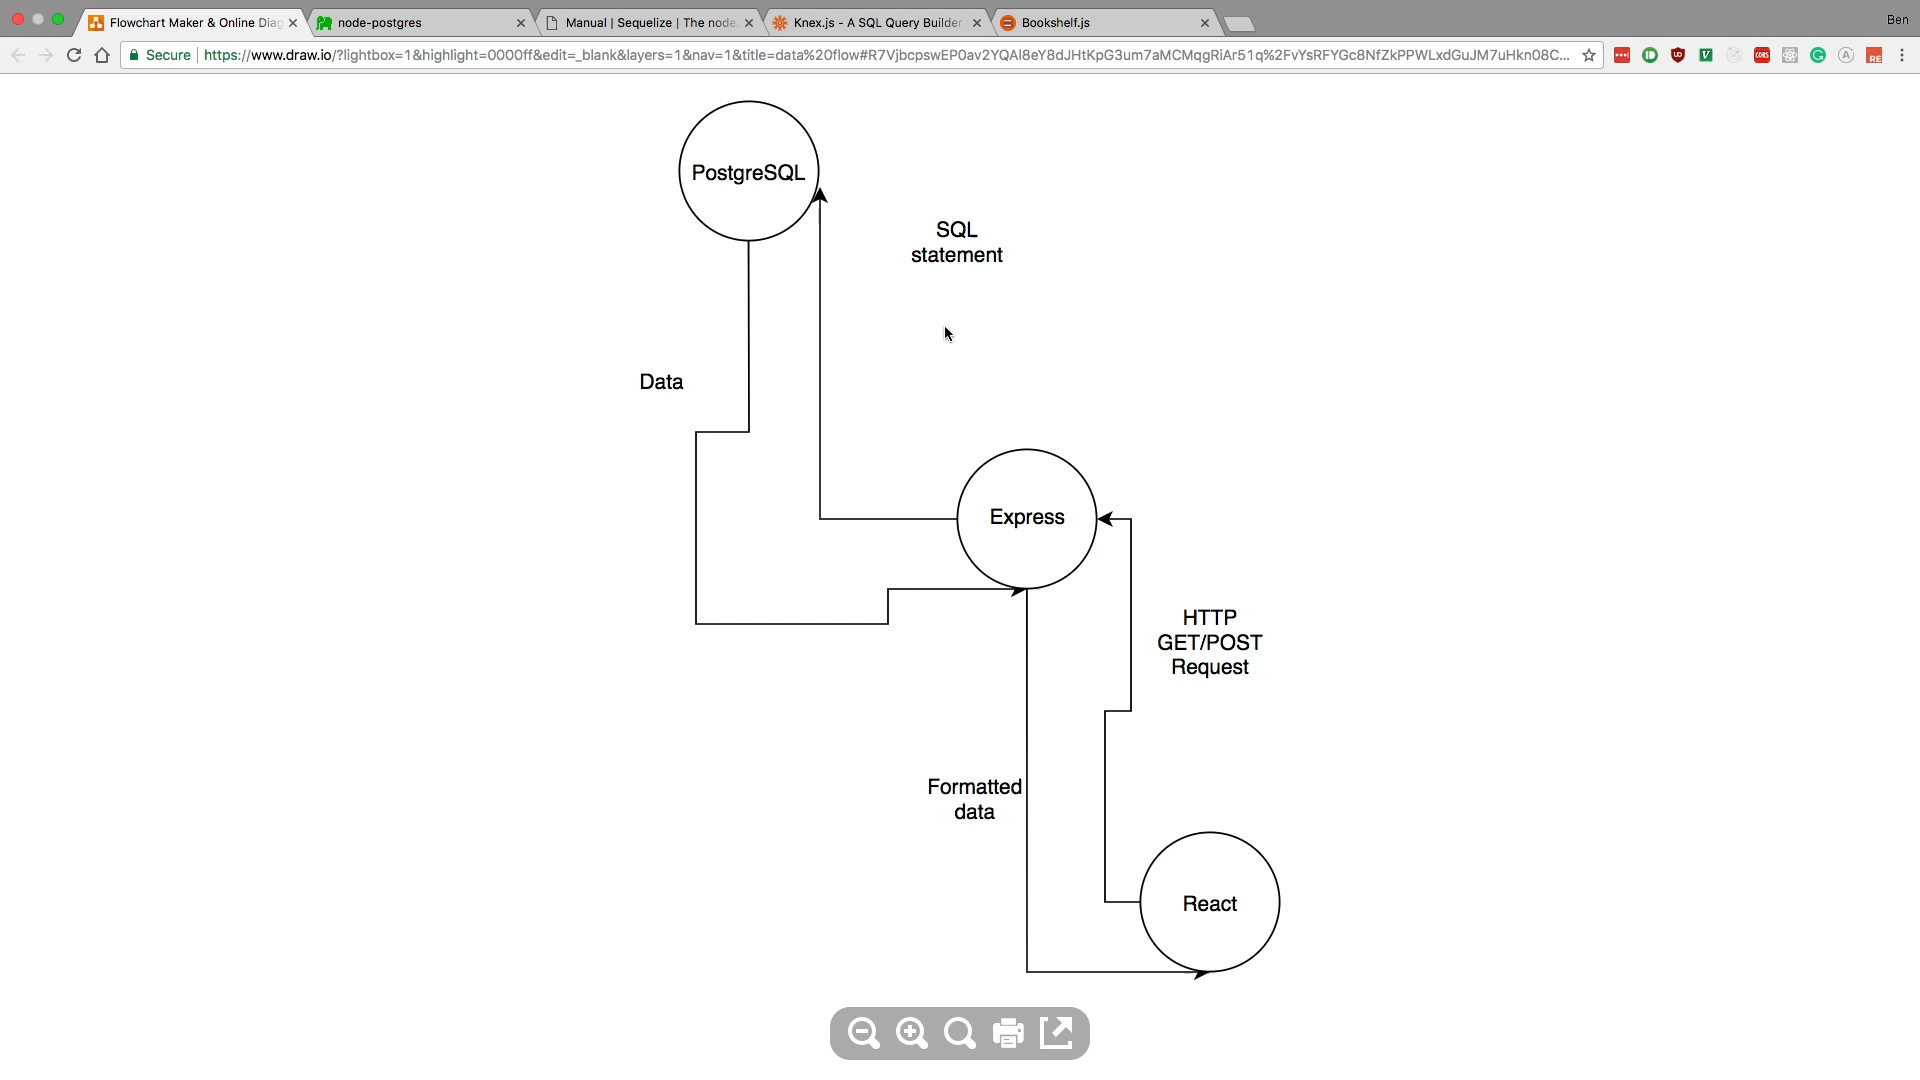 Flowchart Maker & Online Diag
node-postgres
Manual | Sequelize | The node.
Knex.js - A SQL Query Builder
Bookshelf.js
Ben
Secure
https://www.draw.io/?lightbox=1&highlight=0000ff&edit=_blank&layers=1&nav=1&title=data%20flow#R7VjbcpswEP0av2YQAI8eY8dJHtKpG3um7aMCMqgRiAr51q%2FvYsRFYGc8NfZkPPWLxdGuJM7uHkn08C...
PostgreSQL
SQL
statement
Data
Express
HTTP
GET/POST
Request
Formatted
data
React